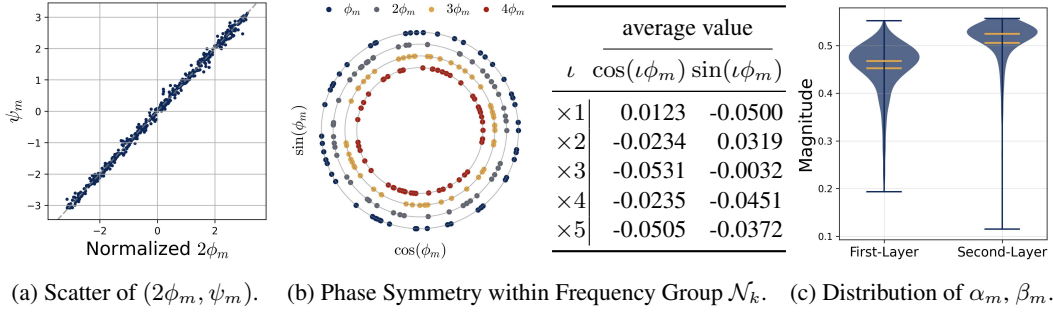 3
2
1
0
−1
−2
−3
ψₘ
−2
0
2
Normalized 2ϕₘ
ϕₘ 2ϕₘ 3ϕₘ 4ϕₘ
sin(ϕₘ)
cos(ϕₘ)
average value
ι cos(ιϕₘ) sin(ιϕₘ)
×1 0.0123 -0.0500
×2 -0.0234 0.0319
×3 -0.0531 -0.0032
×4 -0.0235 -0.0451
×5 -0.0505 -0.0372
Magnitude
0.5
0.4
0.3
0.2
0.1
First-Layer Second-Layer
(a) Scatter of (2ϕₘ, ψₘ). (b) Phase Symmetry within Frequency Group 𝒩ₖ. (c) Distribution of αₘ, βₘ.